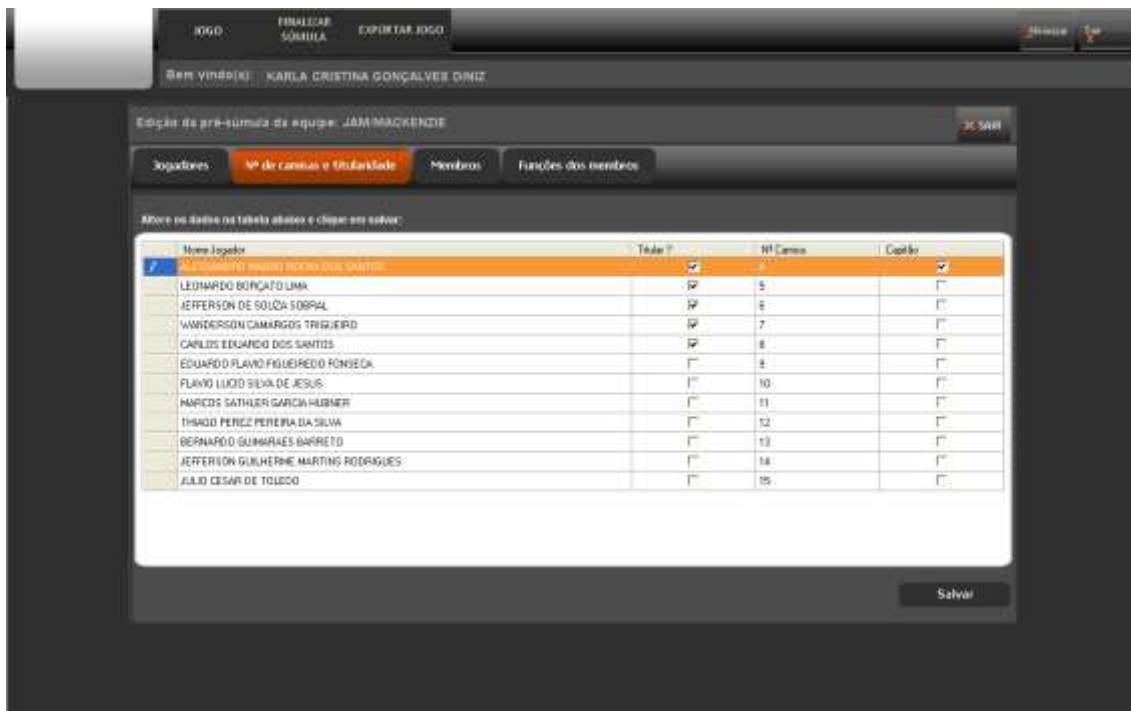 JOGO
FINALIZAR
SÚMULA
EXPORTAR JOGO
Bem vindo(a): KARLA CRISTINA GONÇALVES DINIZ
Edição da pré-súmula da equipe: JAM/MACKENZIE
SAIR
Jogadores Nº de camisas e titularidade Membros Funções dos membros
Altere os dados na tabela abaixo e clique em salvar:
Nome Jogador Titular ? Nº Camisa Capitão
ROCHA DOS SANTOS
LEONARDO BORÇATO LIMA 5
JEFFERSON DE SOUZA SOBRAL 6
WANDERSON CAMARGOS TRIGUEIRO 7
CARLOS EDUARDO DOS SANTOS 8
EDUARDO FLAVIO FIGUEIREDO FONSECA 9
FLAVIO LUCIO SILVA DE JESUS 10
MARCOS SATHLER GARCIA HUBNER 11
THIAGO PEREZ PEREIRA DA SILVA 12
BERNARDO GUIMARAES BARRETO 13
JEFFERSON GUILHERME MARTINS RODRIGUES 14
JULIO CESAR DE TOLEDO 15
Salvar